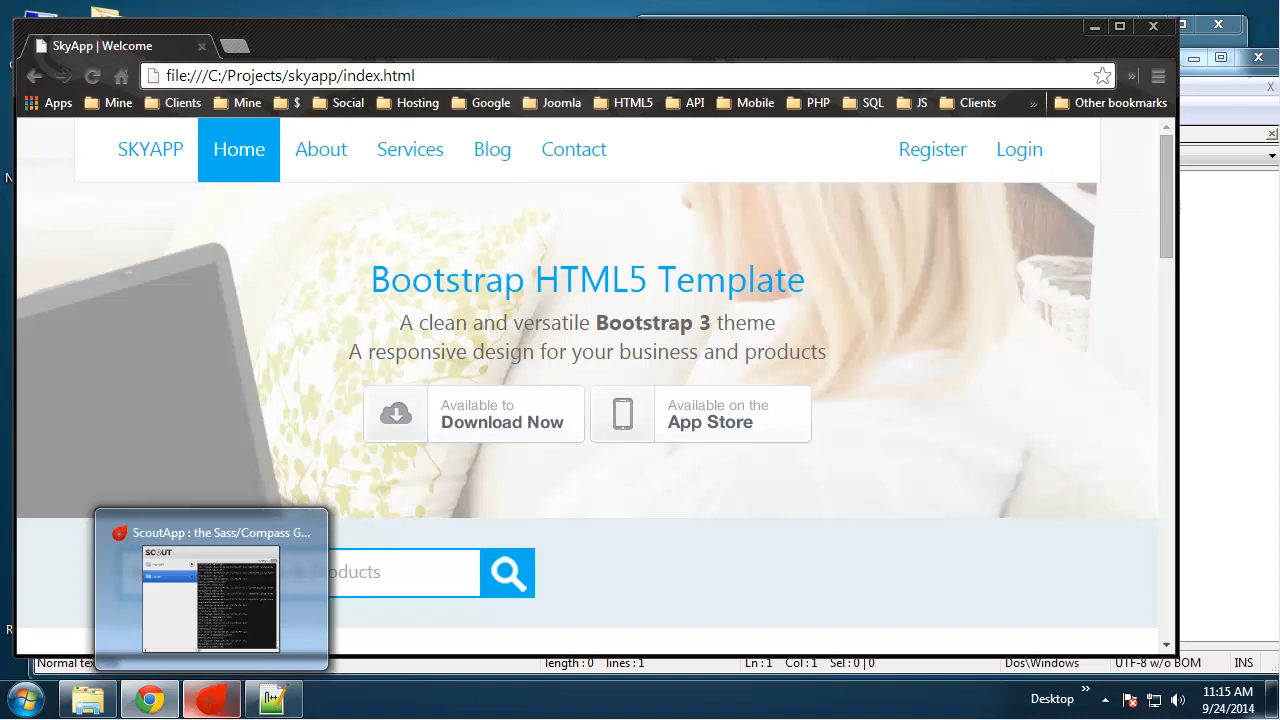 SkyApp | Welcome
file:///C:/Projects/skyapp/index.html
Apps Mine Clients Mine $ Social Hosting Google Joomla HTML5 API Mobile PHP SQL JS Clients » Other bookmarks
SKYAPP Home About Services Blog Contact Register Login
Bootstrap HTML5 Template
A clean and versatile Bootstrap 3 theme
A responsive design for your business and products
Available to
Download Now
Available on the
App Store
ScoutApp : the Sass/Compass G...
SCOUT
Products
Normal length : 0 lines : 1 Ln : 1 Col : 1 Sel : 0 | 0 Dos\Windows UTF-8 w/o BOM INS
Desktop »
11:15 AM
9/24/2014